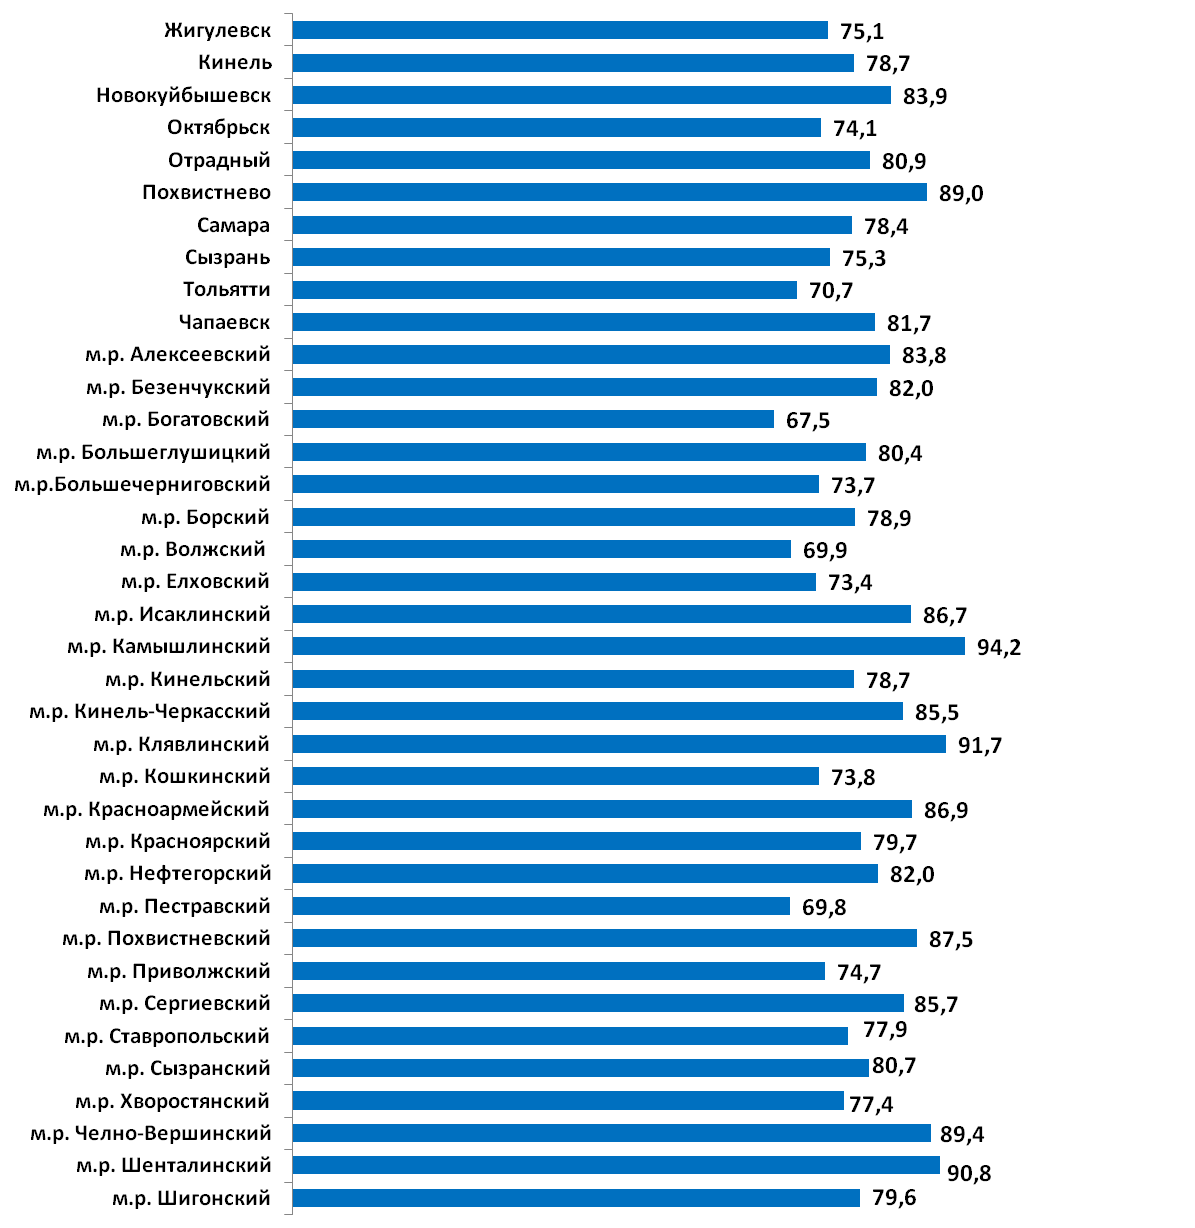 Жигулевск 75,1
Кинель 78,7
Новокуйбышевск 83,9
Октябрьск 74,1
Отрадный 80,9
Похвистнево 89,0
Самара 78,4
Сызрань 75,3
Тольятти 70,7
Чапаевск 81,7
м.р. Алексеевский 83,8
м.р. Безенчукский 82,0
м.р. Богатовский 67,5
м.р. Большеглушицкий 80,4
м.р.Большечерниговский 73,7
м.р. Борский 78,9
м.р. Волжский 69,9
м.р. Елховский 73,4
м.р. Исаклинский 86,7
м.р. Камышлинский 94,2
м.р. Кинельский 78,7
м.р. Кинель-Черкасский 85,5
м.р. Клявлинский 91,7
м.р. Кошкинский 73,8
м.р. Красноармейский 86,9
м.р. Красноярский 79,7
м.р. Нефтегорский 82,0
м.р. Пестравский 69,8
м.р. Похвистневский 87,5
м.р. Приволжский 74,7
м.р. Сергиевский 85,7
м.р. Ставропольский 77,9
м.р. Сызранский 80,7
м.р. Хворостянский 77,4
м.р. Челно-Вершинский 89,4
м.р. Шенталинский 90,8
м.р. Шигонский 79,6